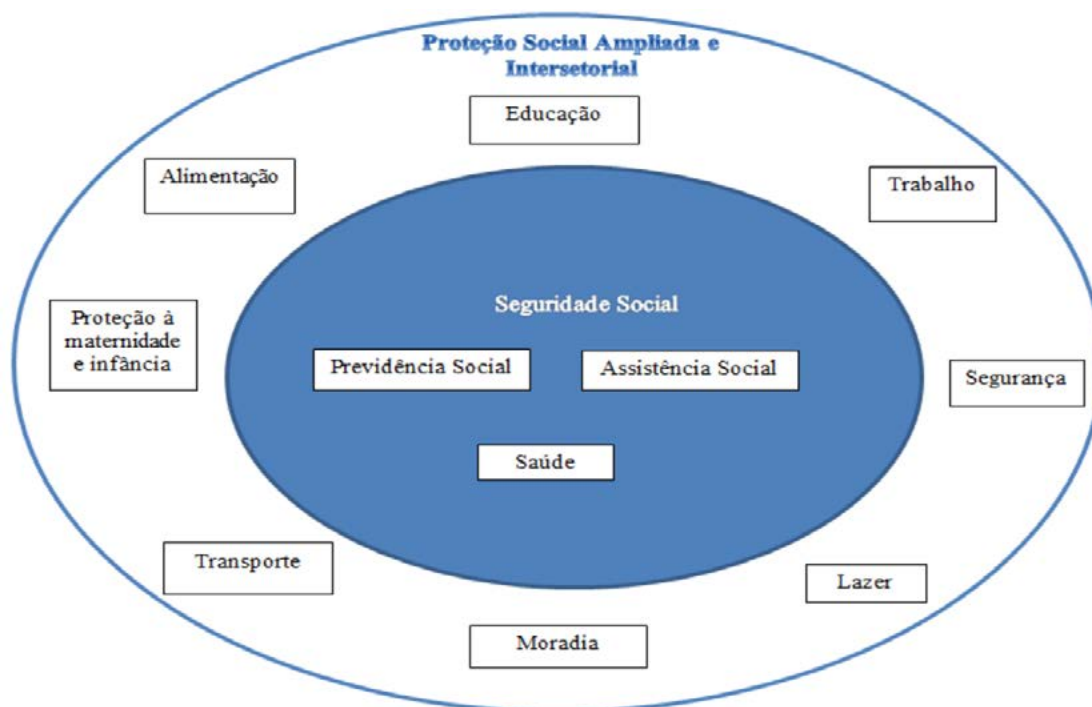 Proteção Social Ampliada e
Intersetorial
Educação
Alimentação
Trabalho
Proteção à
maternidade
e infância
Seguridade Social
Previdência Social
Assistência Social
Segurança
Saúde
Transporte
Lazer
Moradia